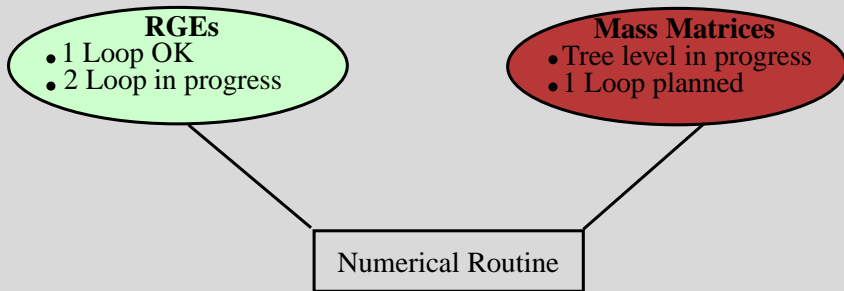 RGEs
• 1 Loop OK
• 2 Loop in progress
Mass Matrices
• Tree level in progress
• 1 Loop planned
Numerical Routine